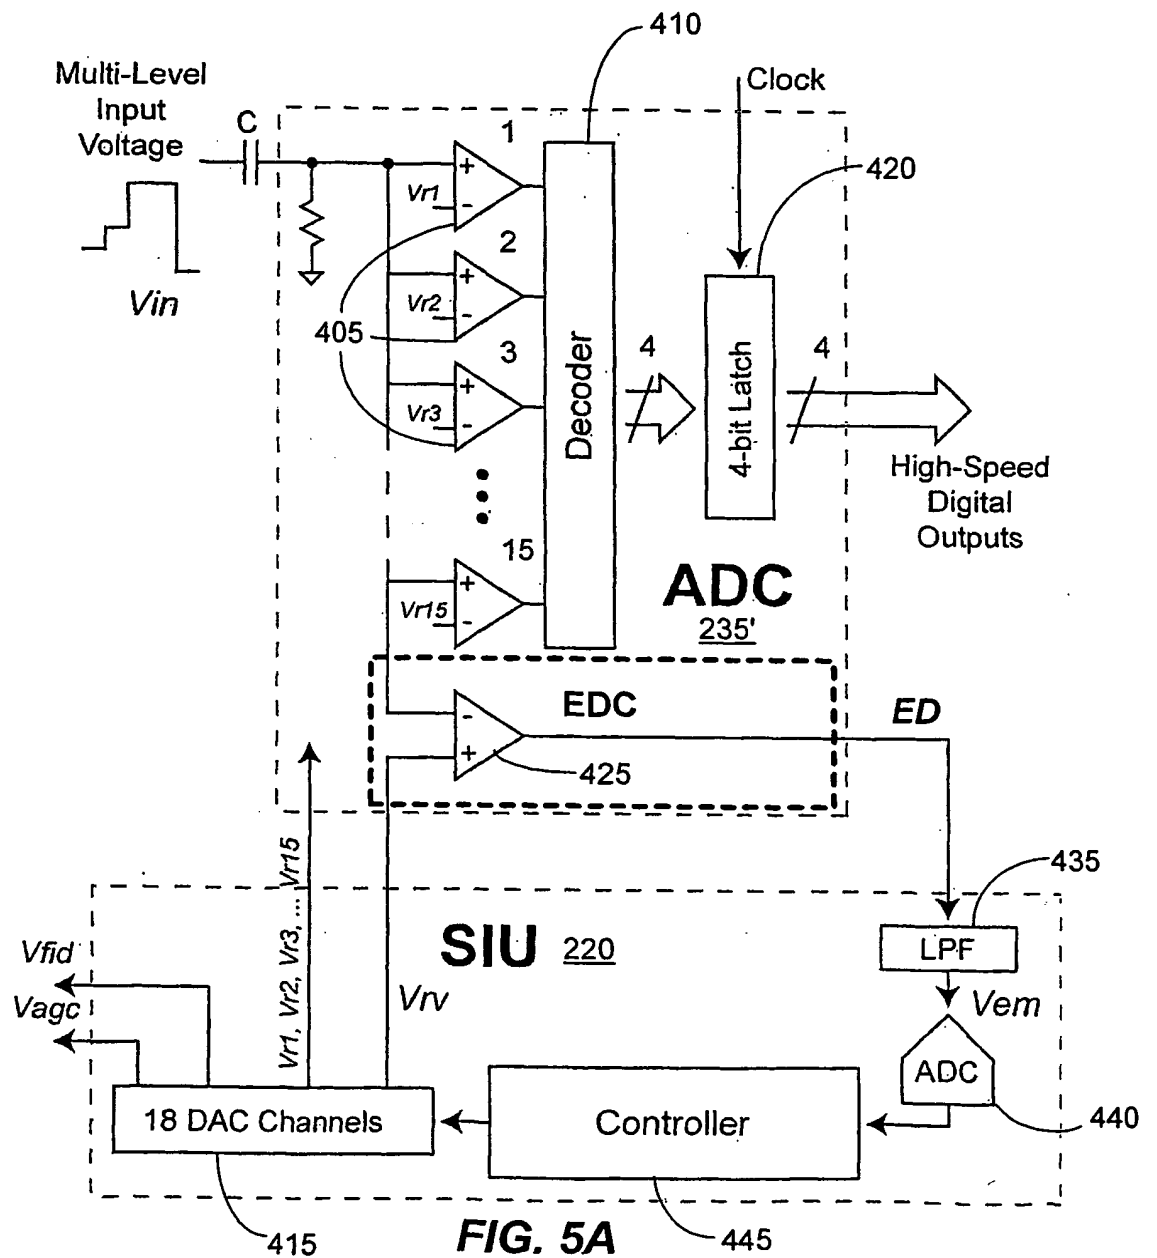 410
Multi-Level
Input
Voltage
C
Clock
1
420
Vr1
+
-
2
Vin
405
Vr2
+
-
3
Vr3
+
-
Decoder
4
4-bit Latch
4
High-Speed
Digital
Outputs
15
Vr15
+
-
ADC
235'
EDC
ED
-
+
425
435
Vr1, Vr2, Vr3, ... Vr15
SIU 220
LPF
Vfid
Vagc
Vrv
Vem
ADC
18 DAC Channels
Controller
440
415
FIG. 5A
445